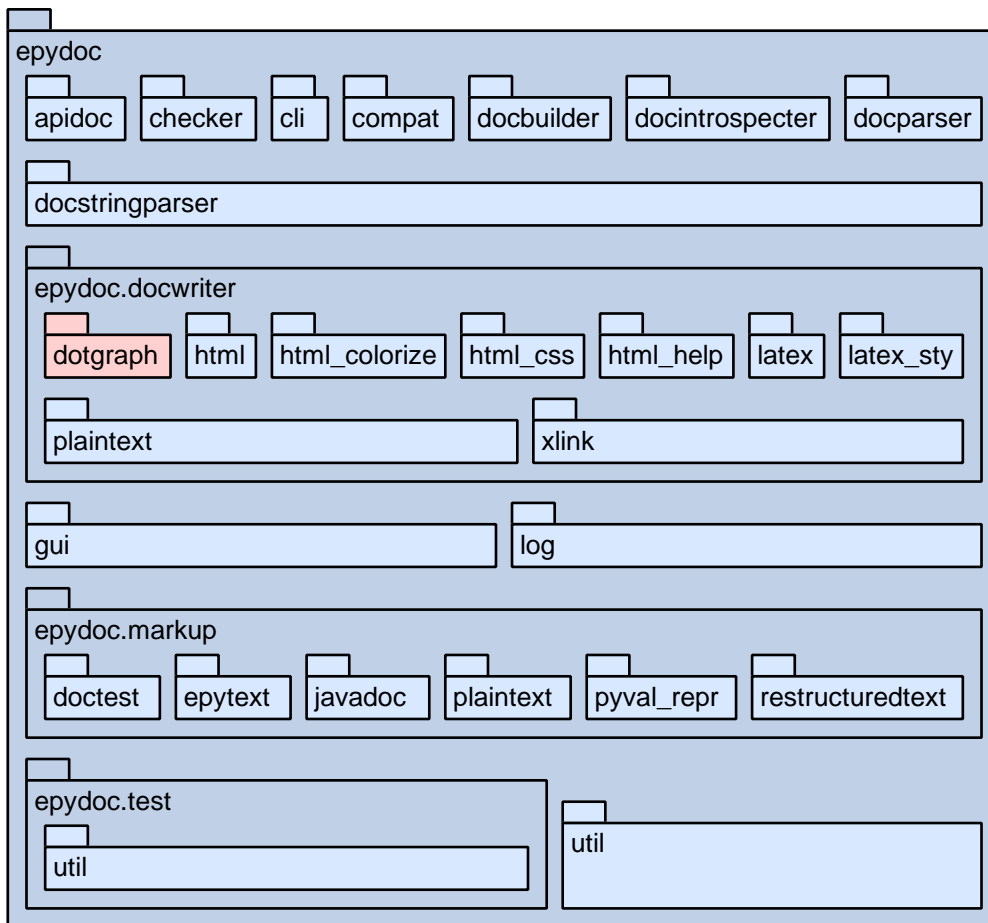 epydoc
apidoc checker cli compat docbuilder docintrospecter docparser
docstringparser
epydoc.docwriter
dotgraph html html_colorize html_css html_help latex latex_sty
plaintext xlink
gui log
epydoc.markup
doctest epytext javadoc plaintext pyval_repr restructuredtext
epydoc.test
util
util